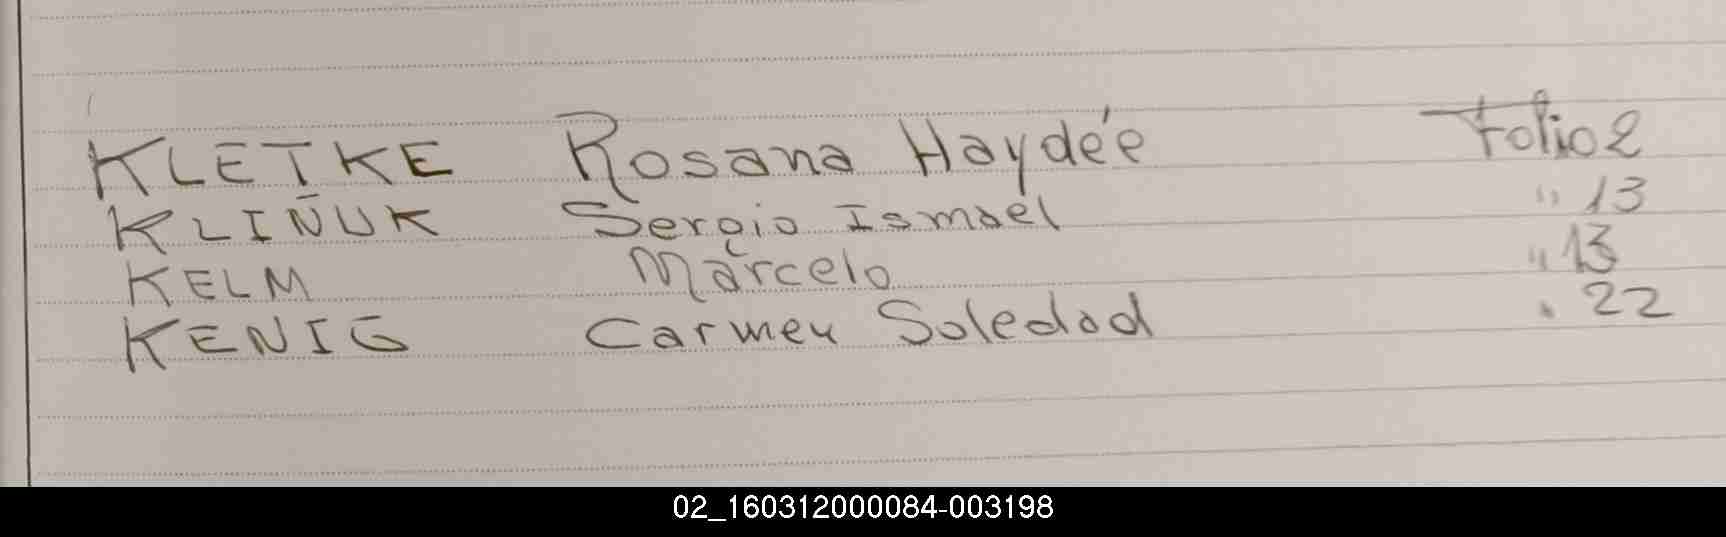 KLETKE Rosana Haydée Folio 2
KLIÑUK Sergio Ismael " 13
KELM Marcelo " 13
KENIG Carmen Soledad " 22
02_160312000084-003198